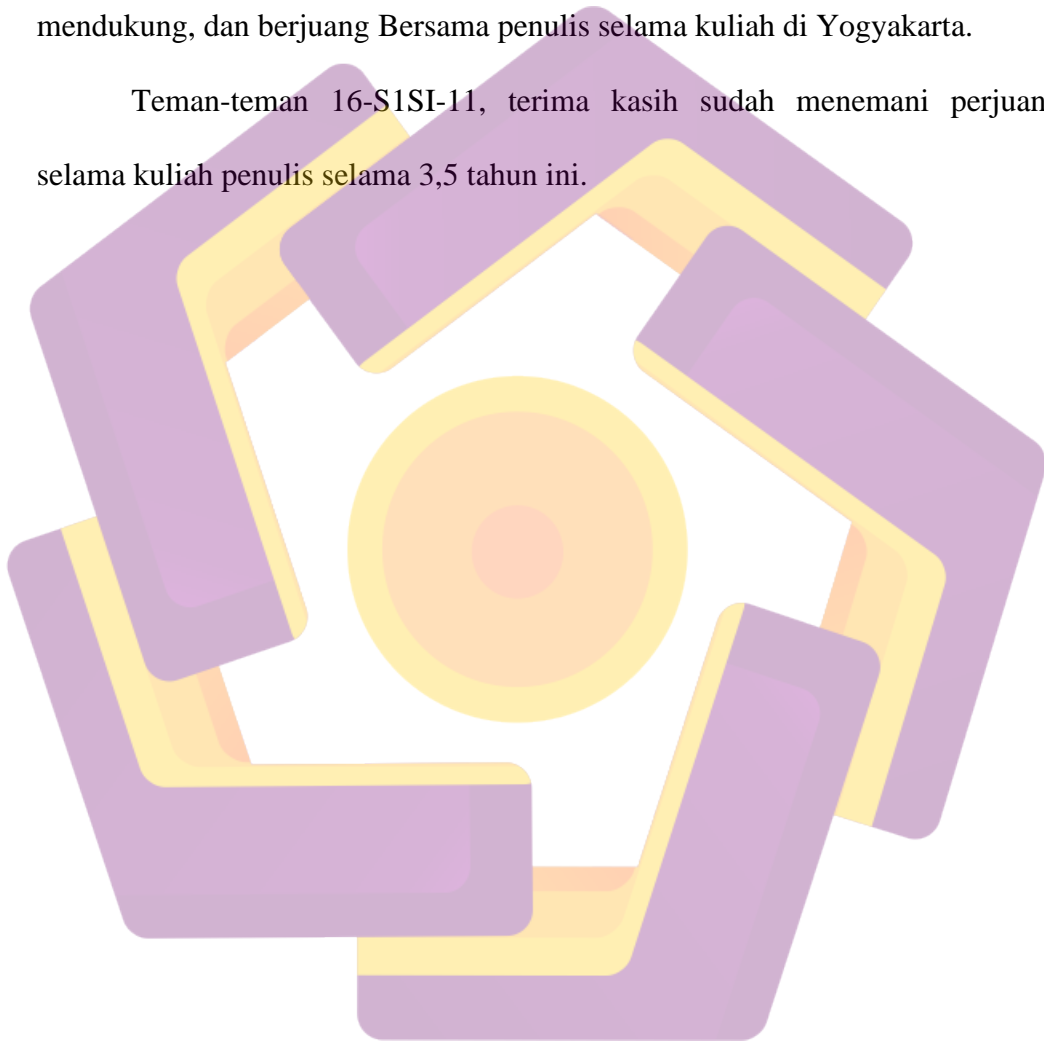 mendukung, dan berjuang Bersama penulis selama kuliah di Yogyakarta.
Teman-teman 16-S1SI-11, terima kasih sudah menemani perjuan
selama kuliah penulis selama 3,5 tahun ini.